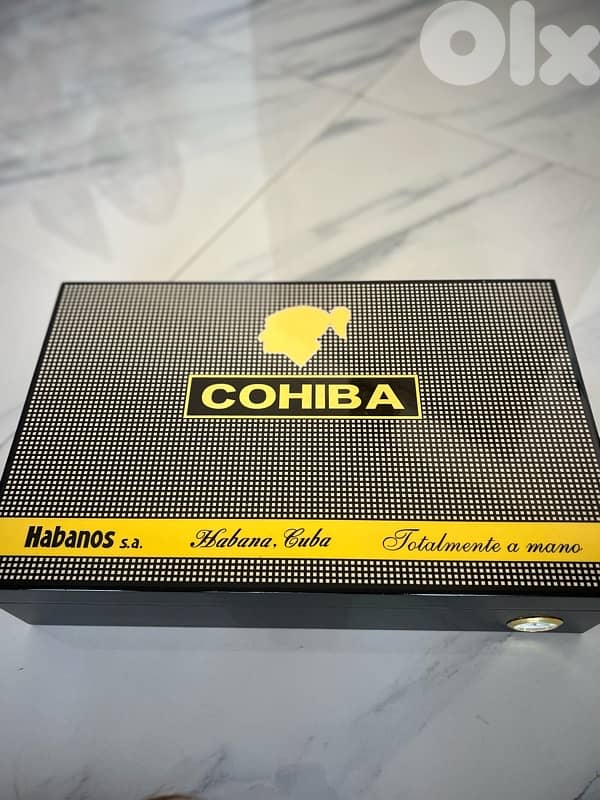 Olx
COHIBA
Habanos s.a. Habana, Cuba Totalmente a mano